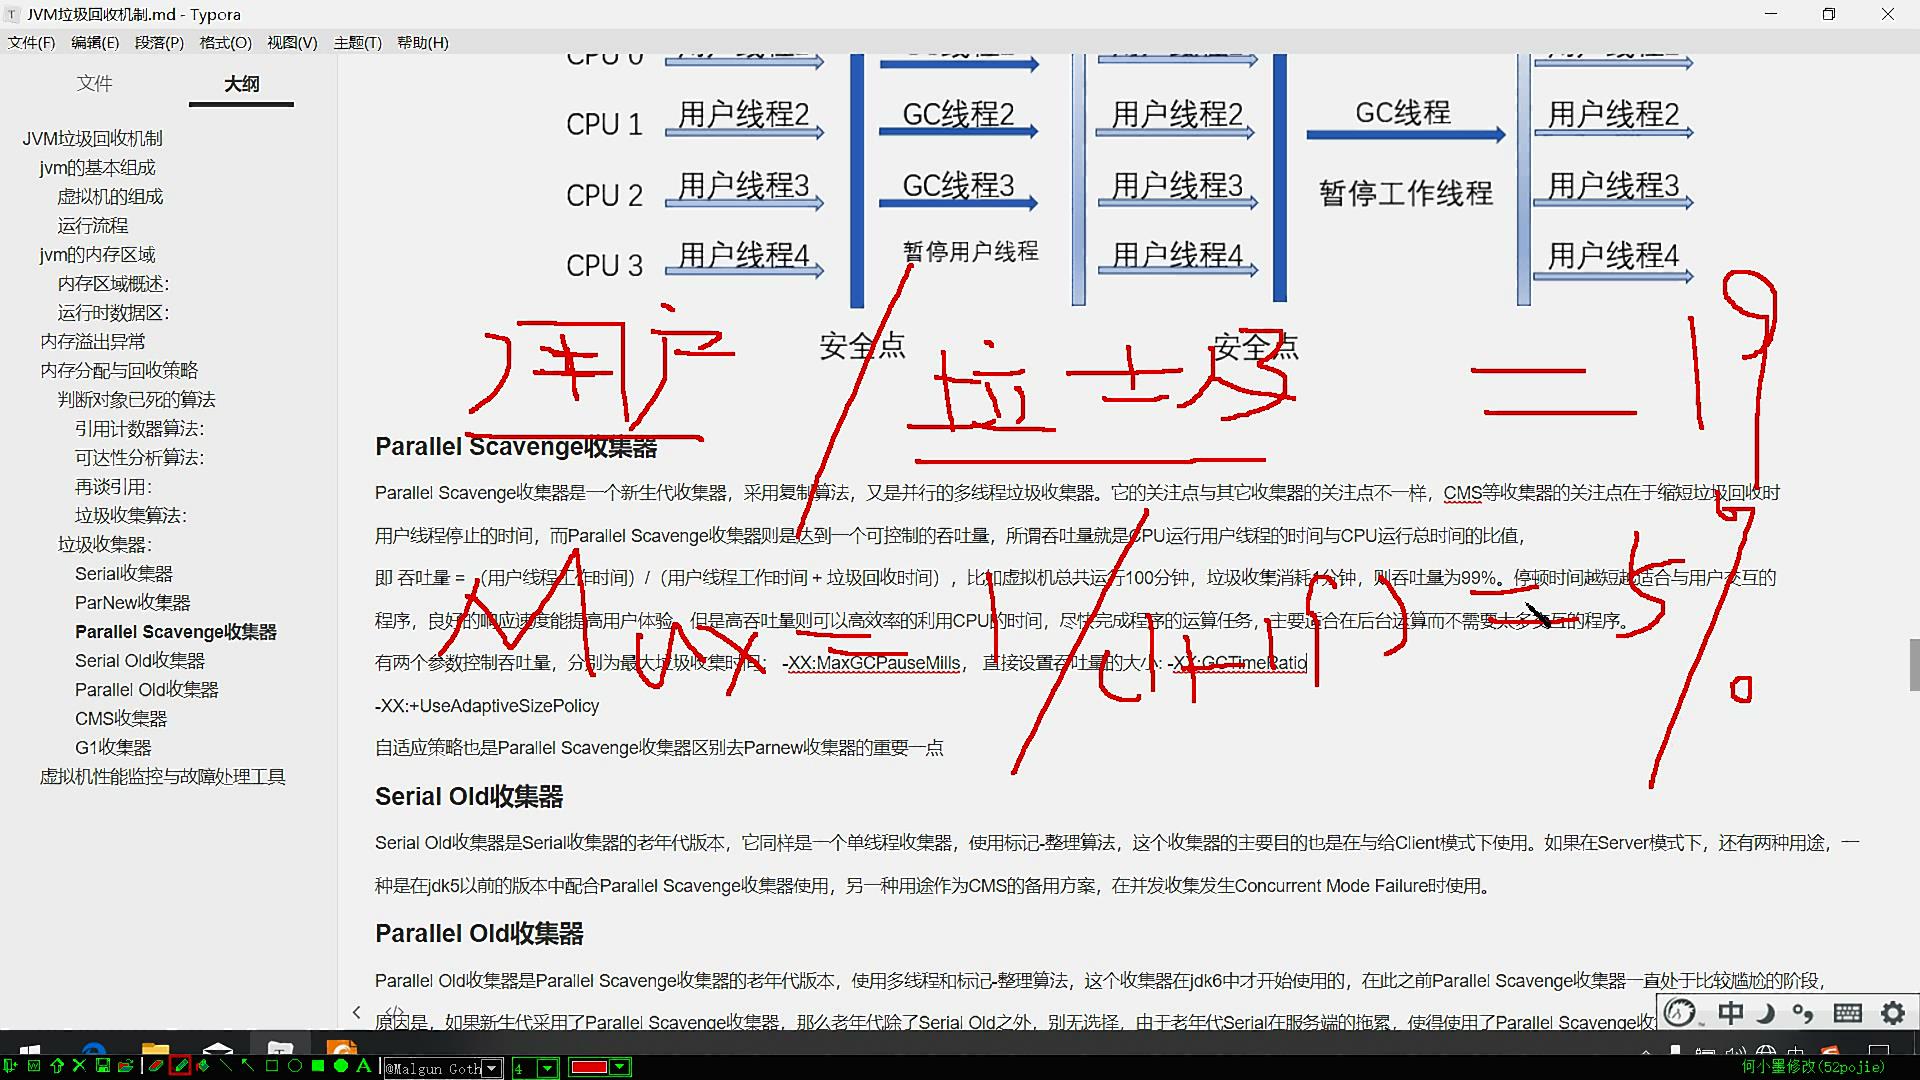 JVM垃圾回收机制.md - Typora
文件(F) 编辑(E) 段落(P) 格式(O) 视图(V) 主题(T) 帮助(H)
文件 大纲
JVM垃圾回收机制
jvm的基本组成
虚拟机的组成
运行流程
jvm的内存区域
内存区域概述：
运行时数据区：
内存溢出异常
内存分配与回收策略
判断对象已死的算法
引用计数器算法：
可达性分析算法：
再谈引用：
垃圾收集算法：
垃圾收集器：
Serial收集器
ParNew收集器
Parallel Scavenge收集器
Serial Old收集器
Parallel Old收集器
CMS收集器
G1收集器
虚拟机性能监控与故障处理工具
CPU 0
CPU 1 用户线程2 GC线程2 用户线程2 GC线程 用户线程2
CPU 2 用户线程3 GC线程3 用户线程3 暂停工作线程 用户线程3
CPU 3 用户线程4 暂停用户线程 用户线程4 用户线程4
安全点 安全点
用户 = 19
Parallel Scavenge收集器
Parallel Scavenge收集器是一个新生代收集器，采用复制算法，又是并行的多线程垃圾收集器。它的关注点与其它收集器的关注点不一样，CMS等收集器的关注点在于缩短垃圾回收时
用户线程停止的时间，而Parallel Scavenge收集器则是达到一个可控制的吞吐量，所谓吞吐量就是CPU运行用户线程的时间与CPU运行总时间的比值，
即 吞吐量 = （用户线程工作时间）/（用户线程工作时间 + 垃圾回收时间），比如虚拟机总共运行100分钟，垃圾收集消耗1分钟，则吞吐量为99%。停顿时间越短越适合与用户交互的
程序，良好的响应速度能提高用户体验，但是高吞吐量则可以高效率的利用CPU的时间，尽快完成程序的运算任务，主要适合在后台运算而不需要太多交互的程序。
有两个参数控制吞吐量，分别为最大垃圾收集时间： -XX:MaxGCPauseMills， 直接设置吞吐量的大小: -XX:GCTimeRatio
Max = 1/(1+19) = 5%
-XX:+UseAdaptiveSizePolicy
自适应策略也是Parallel Scavenge收集器区别去Parnew收集器的重要一点
Serial Old收集器
Serial Old收集器是Serial收集器的老年代版本，它同样是一个单线程收集器，使用标记-整理算法，这个收集器的主要目的也是在与给Client模式下使用。如果在Server模式下，还有两种用途，一
种是在jdk5以前的版本中配合Parallel Scavenge收集器使用，另一种用途作为CMS的备用方案，在并发收集发生Concurrent Mode Failure时使用。
Parallel Old收集器
Parallel Old收集器是Parallel Scavenge收集器的老年代版本，使用多线程和标记-整理算法，这个收集器在jdk6中才开始使用的，在此之前Parallel Scavenge收集器一直处于比较尴尬的阶段，
原因是，如果新生代采用了Parallel Scavenge收集器，那么老年代除了Serial Old之外，别无选择，由于老年代Serial在服务端的拖累，使得使用了Parallel Scavenge收
中
@Malgun Goth 4
何小墨修改(52pojie)